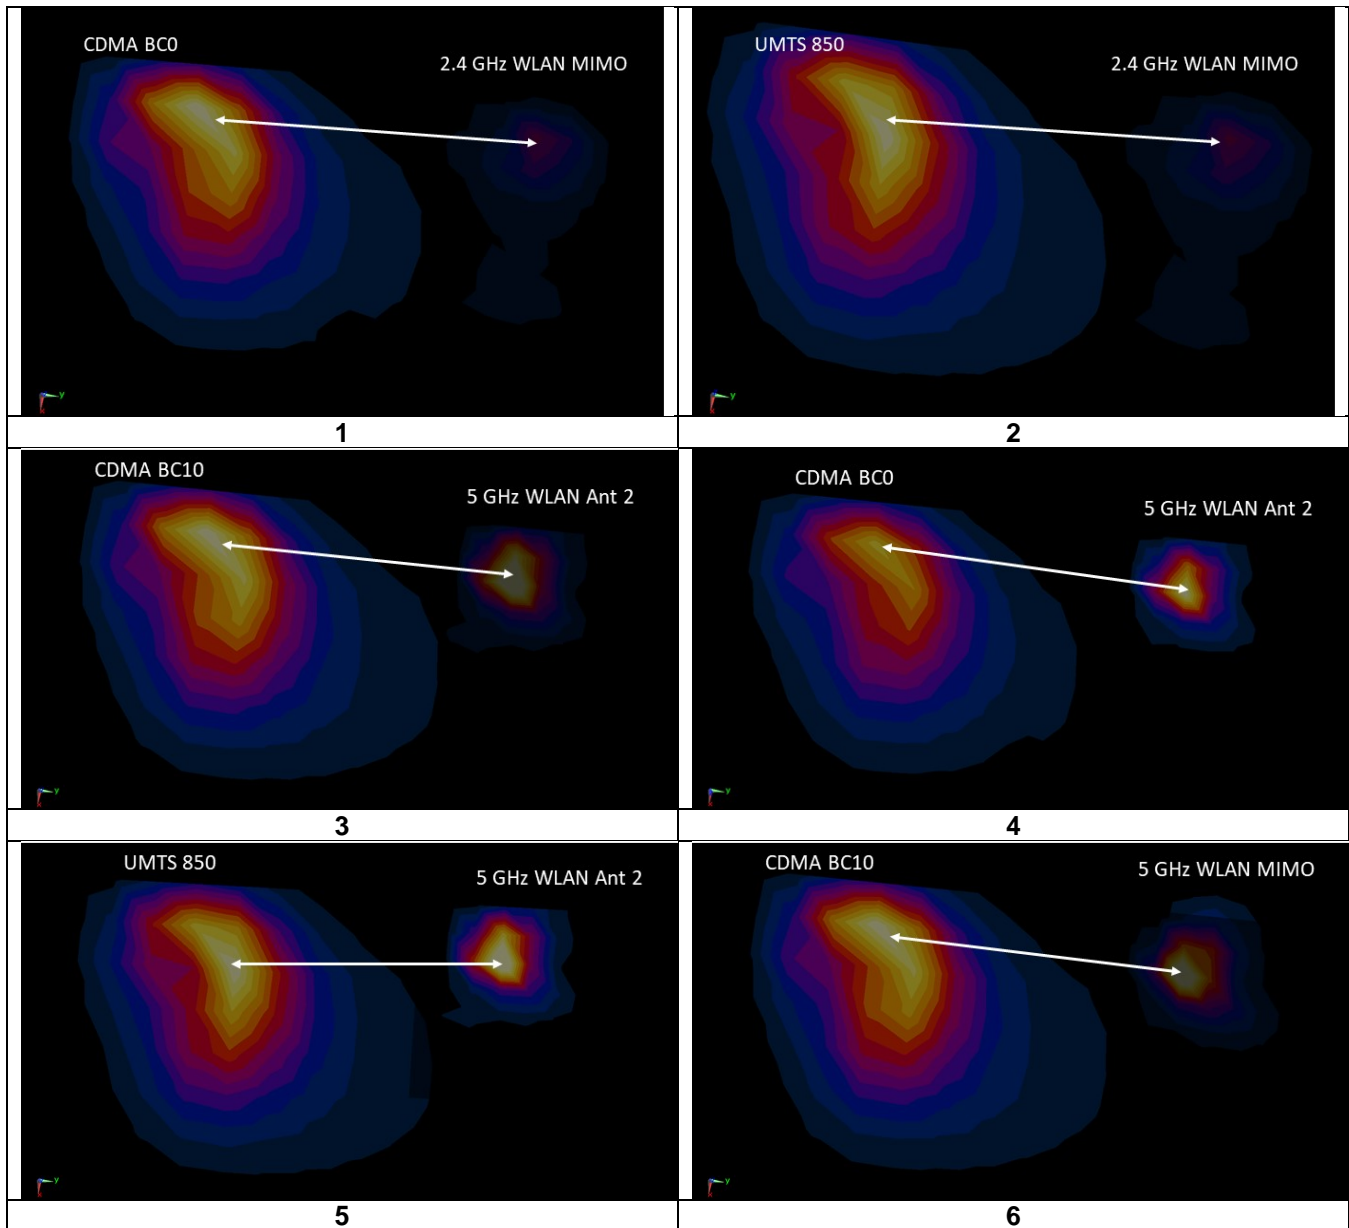 CDMA BC0
2.4 GHz WLAN MIMO
y
UMTS 850
2.4 GHz WLAN MIMO
y
1
2
CDMA BC10
5 GHz WLAN Ant 2
y
CDMA BC0
5 GHz WLAN Ant 2
y
3
4
UMTS 850
5 GHz WLAN Ant 2
y
CDMA BC10
5 GHz WLAN MIMO
y
5
6